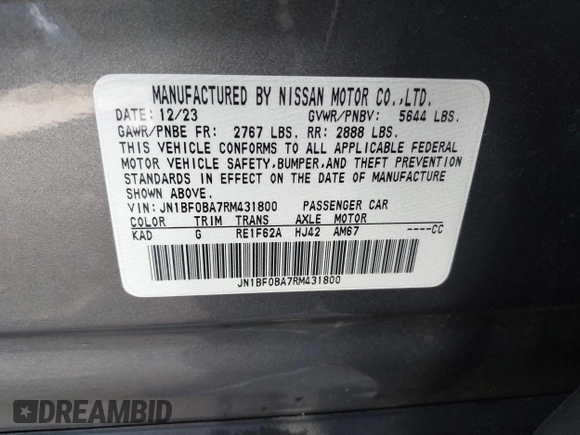 MANUFACTURED BY NISSAN MOTOR CO.,LTD.
DATE: 12/23 GVWR/PNBV: 5644 LBS.
GAWR/PNBE FR: 2767 LBS. RR: 2888 LBS.
THIS VEHICLE CONFORMS TO ALL APPLICABLE FEDERAL
MOTOR VEHICLE SAFETY,BUMPER,AND THEFT PREVENTION
STANDARDS IN EFFECT ON THE DATE OF MANUFACTURE
SHOWN ABOVE.
VIN: JN1BF0BA7RM431800 PASSENGER CAR
COLOR TRIM TRANS AXLE MOTOR
KAD G RE1F62A HJ42 AM67 ----CC
JN1BF0BA7RM431800
DREAMBID